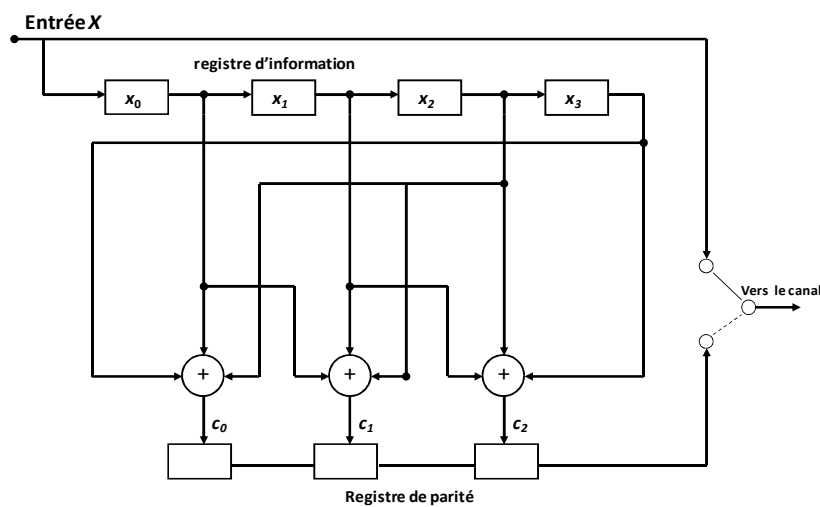 Entrée X
registre d'information
x0 x1 x2 x3
Vers le canal
+ + +
c0 c1 c2
Registre de parité